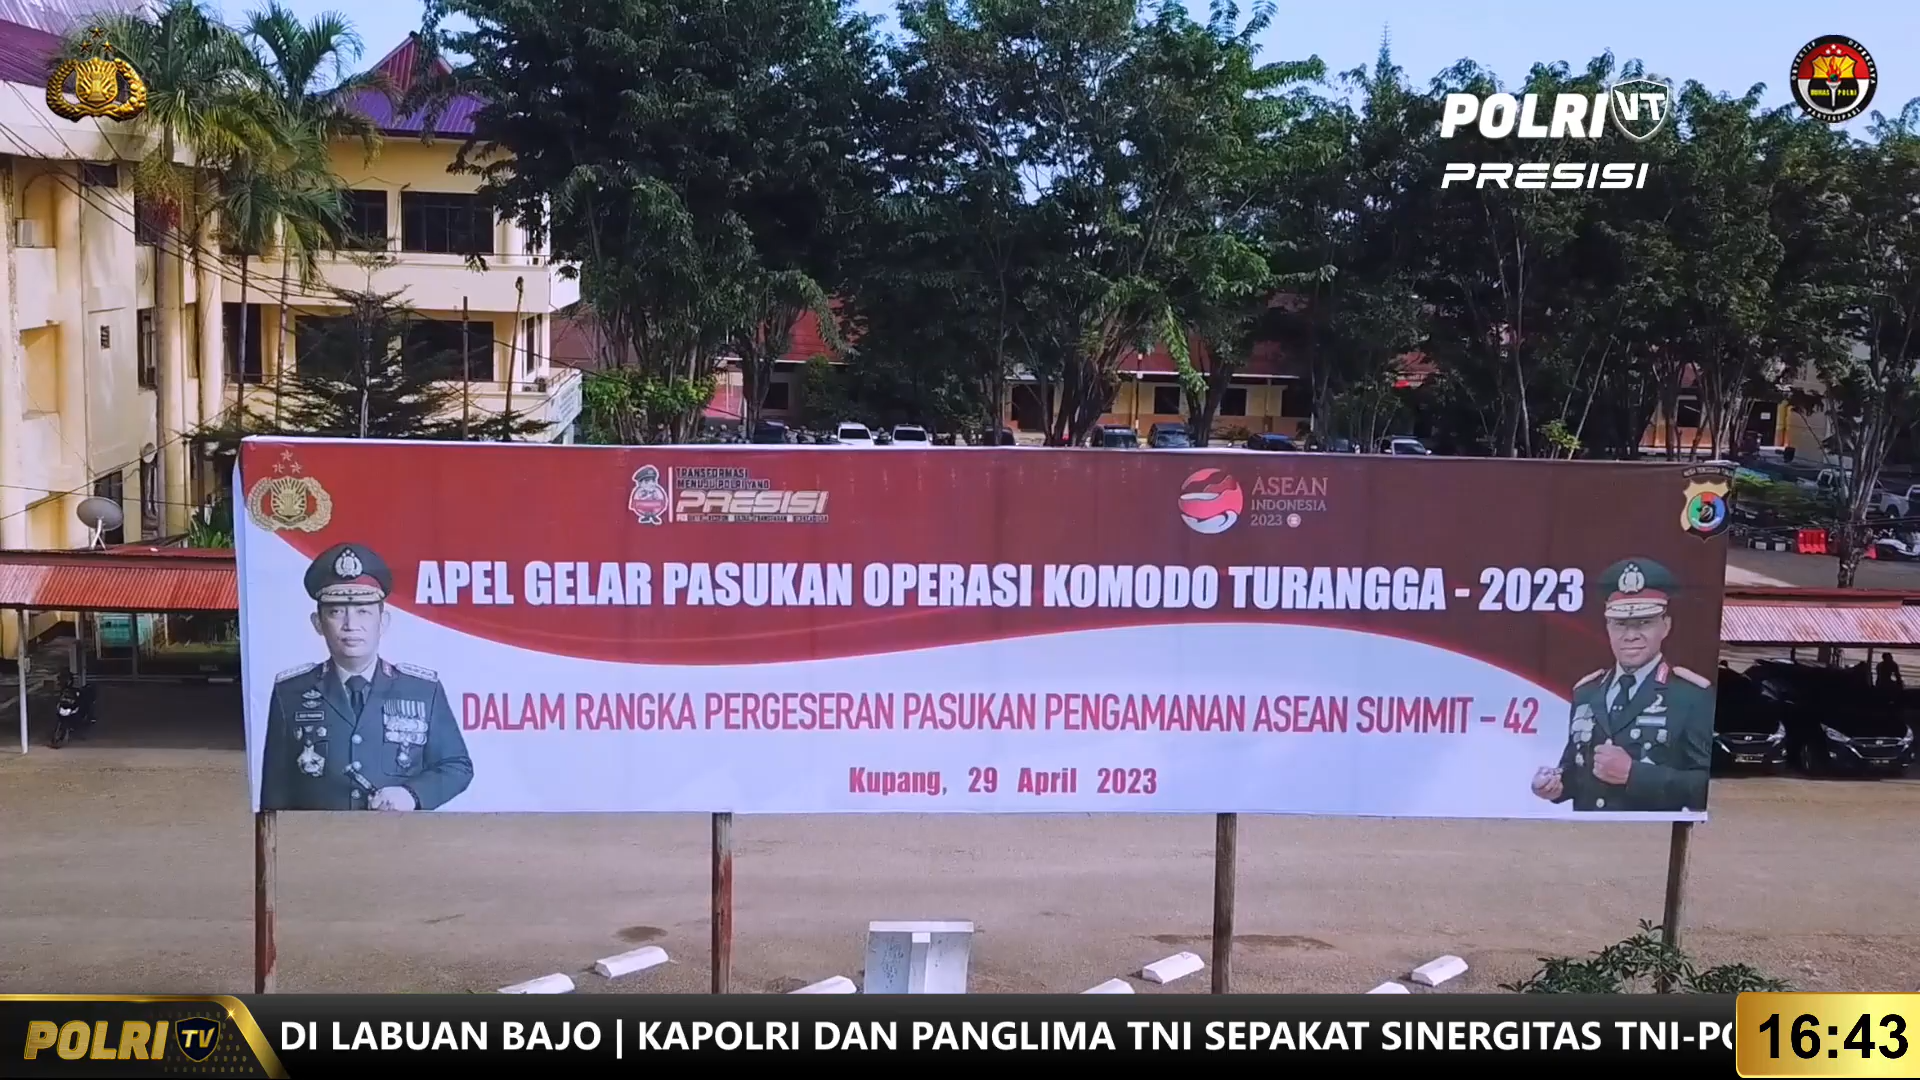 POLRI TV
PRESISI
HUMAS POLRI
TRANSFORMASI
MENUJU POLRI YANG
PRESISI
ASEAN
INDONESIA
2023
APEL GELAR PASUKAN OPERASI KOMODO TURANGGA - 2023
DALAM RANGKA PERGESERAN PASUKAN PENGAMANAN ASEAN SUMMIT - 42
Kupang, 29 April 2023
POLRI TV
DI LABUAN BAJO | KAPOLRI DAN PANGLIMA TNI SEPAKAT SINERGITAS TNI-PO
16:43